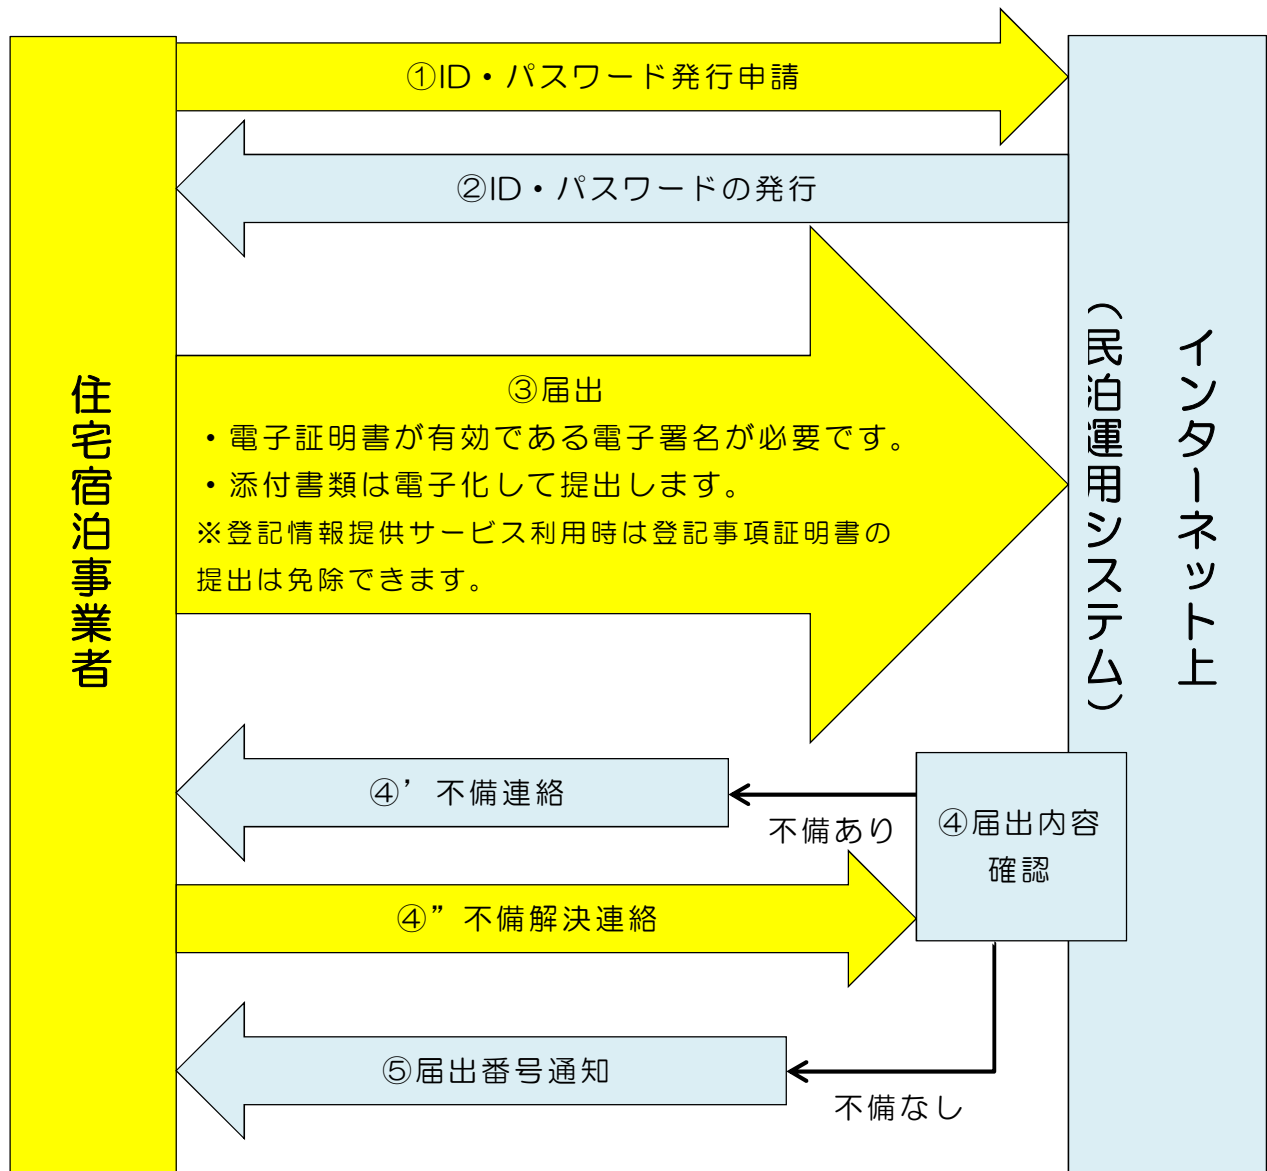 ①ID・パスワード発行申請
②ID・パスワードの発行
住宅宿泊事業者
インターネット上
（民泊運用システム）
③届出
・電子証明書が有効である電子署名が必要です。
・添付書類は電子化して提出します。
※登記情報提供サービス利用時は登記事項証明書の
提出は免除できます。
④’不備連絡
不備あり
④届出内容
確認
④”不備解決連絡
⑤届出番号通知
不備なし